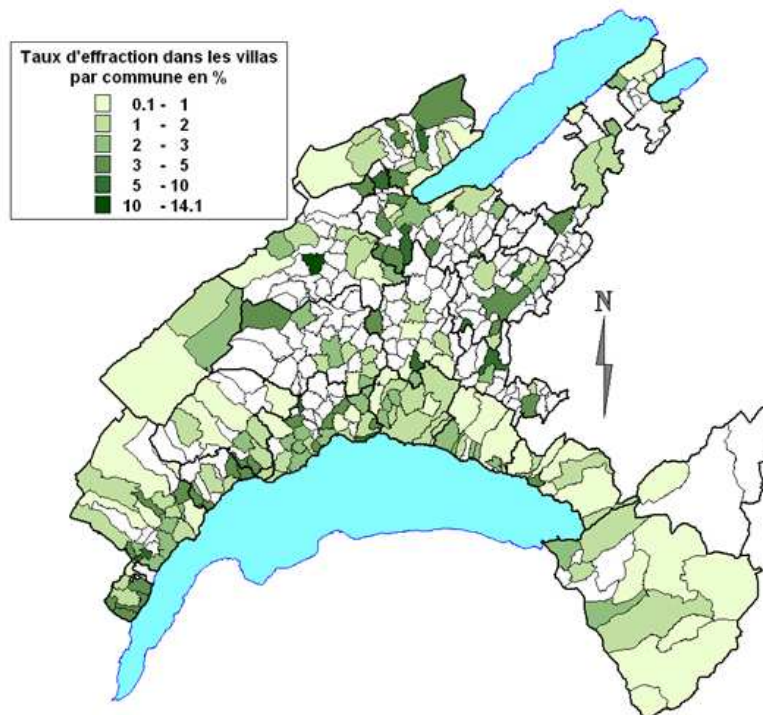 Taux d'effraction dans les villas
par commune en %
0.1 - 1
1 - 2
2 - 3
3 - 5
5 - 10
10 - 14.1
N